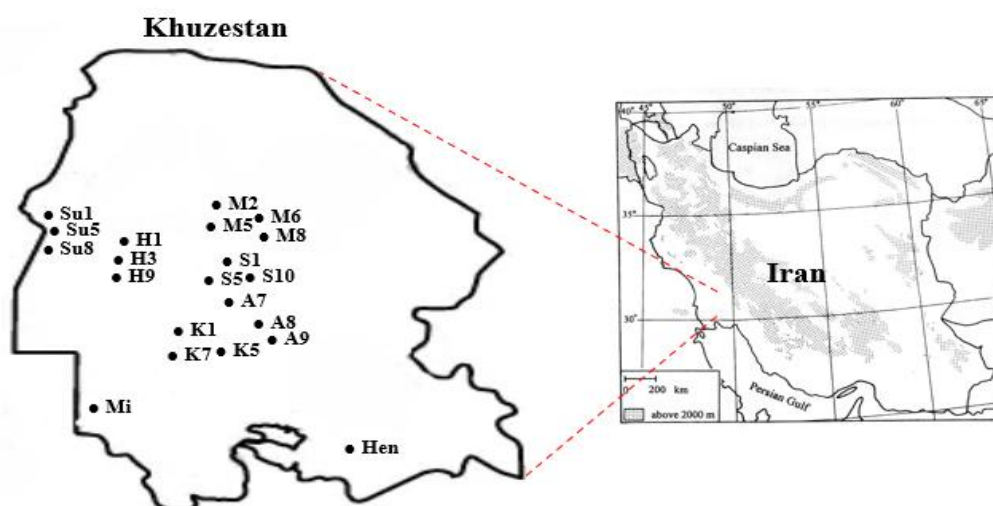 Khuzestan
Su1
Su5
Su8
H1
H3
H9
M2
M5
M6
M8
S1
S5
S10
A7
A8
A9
K1
K7
K5
Mi
Hen
45°
50°
55°
60°
65°
40°
35°
30°
Caspian Sea
Iran
Persian Gulf
0 200 km
above 2000 m